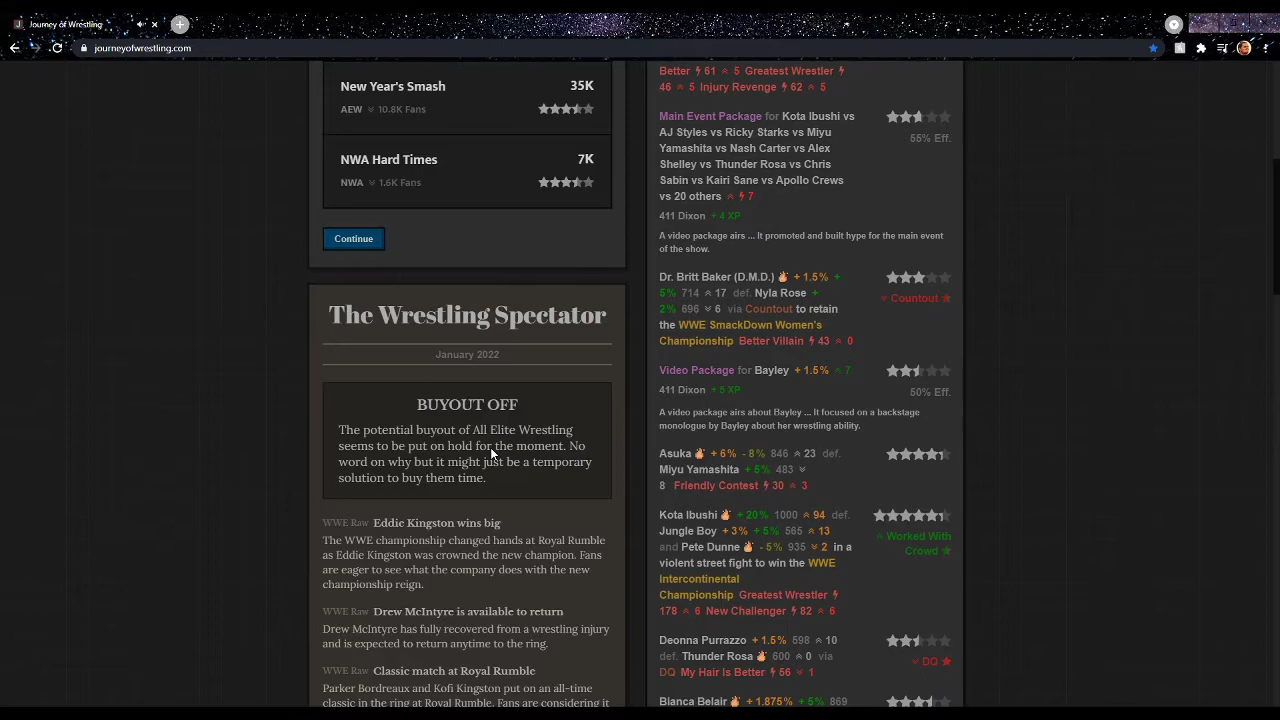 Journey of Wrestling
journeyofwrestling.com
New Year's Smash 35K
AEW 10.8K Fans
NWA Hard Times 7K
NWA 1.6K Fans
Continue
The Wrestling Spectator
January 2022
BUYOUT OFF
The potential buyout of All Elite Wrestling
seems to be put on hold for the moment. No
word on why but it might just be a temporary
solution to buy them time.
WWE Raw Eddie Kingston wins big
The WWE championship changed hands at Royal Rumble
as Eddie Kingston was crowned the new champion. Fans
are eager to see what the company does with the new
championship reign.
WWE Raw Drew McIntyre is available to return
Drew McIntyre has fully recovered from a wrestling injury
and is expected to return anytime to the ring.
WWE Raw Classic match at Royal Rumble
Parker Bordreaux and Kofi Kingston put on an all-time
classic in the ring at Royal Rumble. Fans are considering it
Better 61 5 Greatest Wrestler
46 5 Injury Revenge 62 5
Main Event Package for Kota Ibushi vs
AJ Styles vs Ricky Starks vs Miyu
55% Eff.
Yamashita vs Nash Carter vs Alex
Shelley vs Thunder Rosa vs Chris
Sabin vs Kairi Sane vs Apollo Crews
vs 20 others 7
411 Dixon + 4 XP
A video package airs ... It promoted and built hype for the main event
of the show.
Dr. Britt Baker (D.M.D.) + 1.5% +
5% 714 17 def. Nyla Rose +
Countout
2% 696 6 via Countout to retain
the WWE SmackDown Women's
Championship Better Villain 43 0
Video Package for Bayley + 1.5% 7
411 Dixon + 5 XP
50% Eff.
A video package airs about Bayley ... It focused on a backstage
monologue by Bayley about her wrestling ability.
Asuka + 6% - 8% 846 23 def.
Miyu Yamashita + 5% 483
8 Friendly Contest 30 3
Kota Ibushi + 20% 1000 94 def.
Jungle Boy + 3% + 5% 565 13
Worked With
Crowd
and Pete Dunne - 5% 935 2 in a
violent street fight to win the WWE
Intercontinental
Championship Greatest Wrestler
178 6 New Challenger 82 6
Deonna Purrazzo + 1.5% 598 10
def. Thunder Rosa 600 0 via
DQ
DQ My Hair Is Better 56 1
Bianca Belair + 1.875% + 5% 869